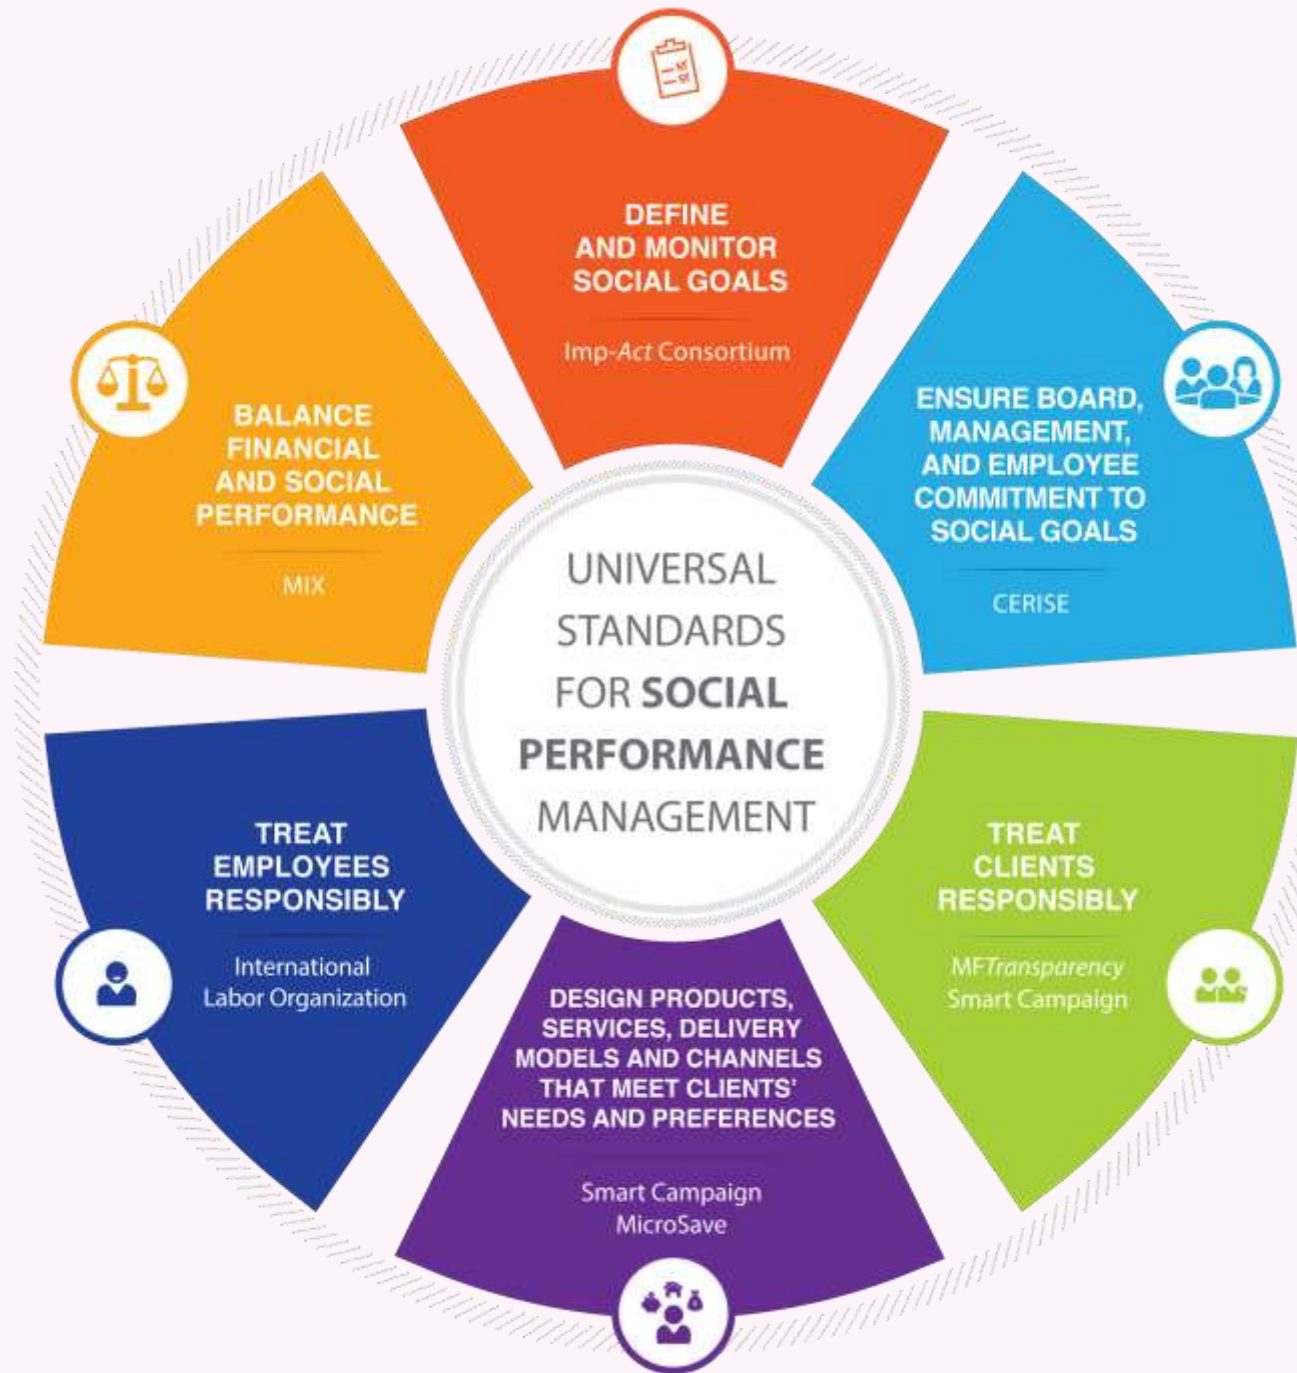 DEFINE
AND MONITOR
SOCIAL GOALS
Imp-Act Consortium
ENSURE BOARD,
MANAGEMENT,
AND EMPLOYEE
COMMITMENT TO
SOCIAL GOALS
CERISE
TREAT
CLIENTS
RESPONSIBLY
MFTransparency
Smart Campaign
DESIGN PRODUCTS,
SERVICES, DELIVERY
MODELS AND CHANNELS
THAT MEET CLIENTS’
NEEDS AND PREFERENCES
Smart Campaign
MicroSave
TREAT
EMPLOYEES
RESPONSIBLY
International
Labor Organization
BALANCE
FINANCIAL
AND SOCIAL
PERFORMANCE
MIX
UNIVERSAL
STANDARDS
FOR SOCIAL
PERFORMANCE
MANAGEMENT